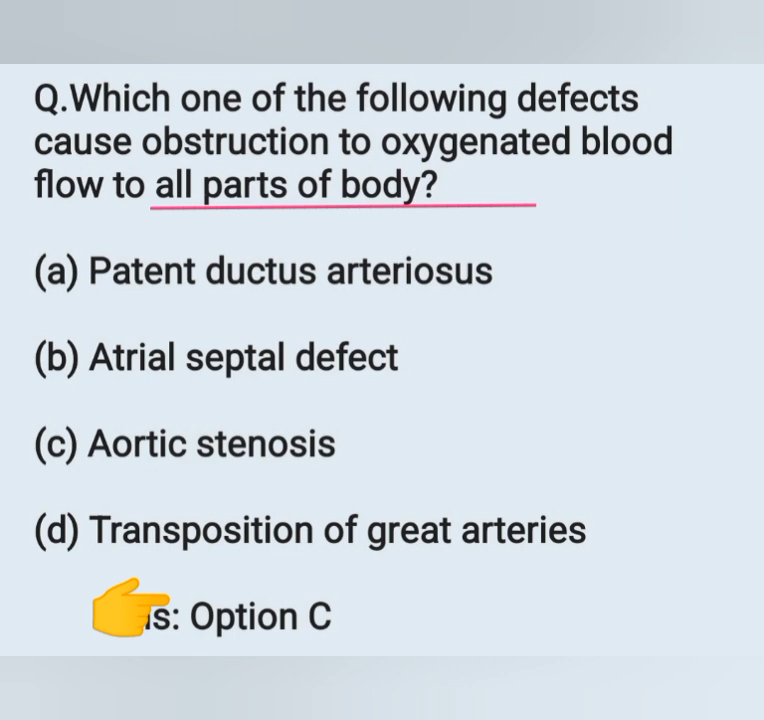 Q.Which one of the following defects
cause obstruction to oxygenated blood
flow to all parts of body?
(a) Patent ductus arteriosus
(b) Atrial septal defect
(c) Aortic stenosis
(d) Transposition of great arteries
Option C